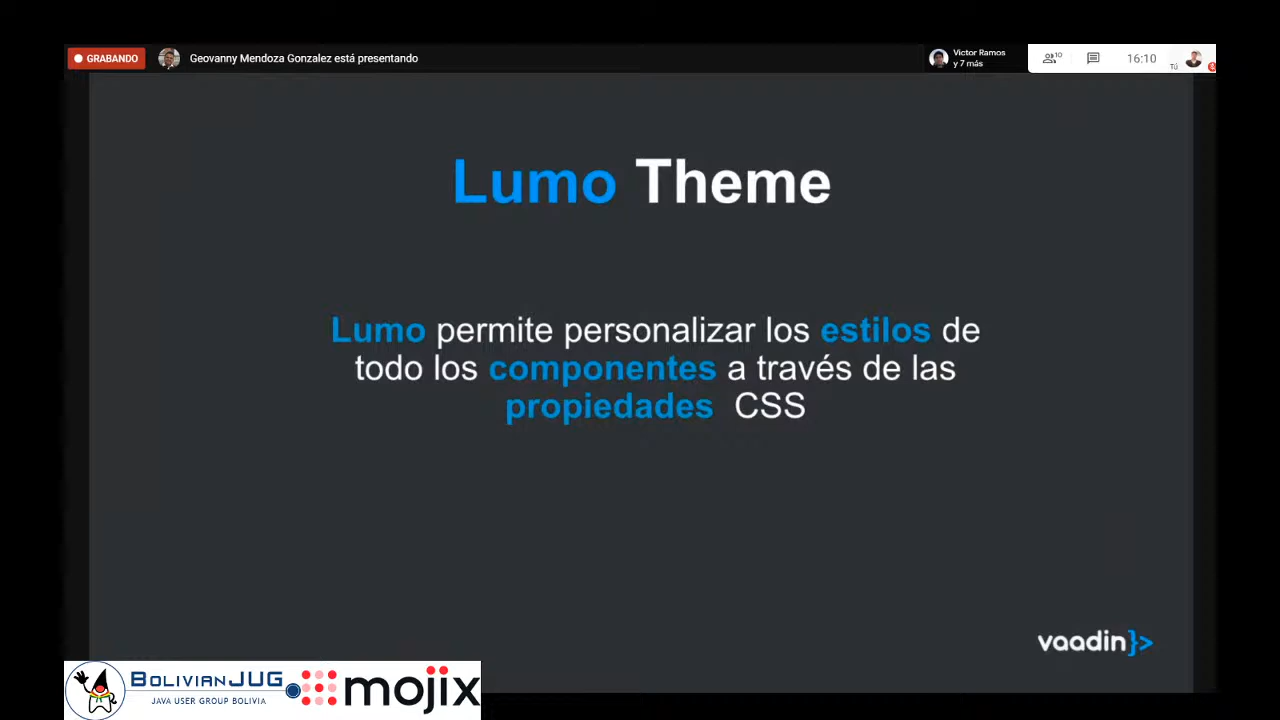 GRABANDO
Geovanny Mendoza Gonzalez está presentando
Victor Ramos
y 7 más
10
16:10
Tú
Lumo Theme
Lumo permite personalizar los estilos de
todo los componentes a través de las
propiedades CSS
vaadin}>
BOLIVIANJUG
JAVA USER GROUP BOLIVIA
mojix